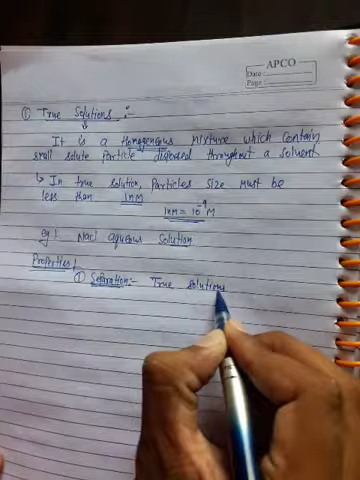 APCO
Date
Page
① True Solutions :-
It is a Homogeneous mixture which contain
small solute particle dispersed throughout a solvent
↳ In true solution, Particles size must be
less than 1nM
1nM = 10⁻⁹ M
eg! Nacl aqueous Solution
Properties!
① Separation:- True solutions